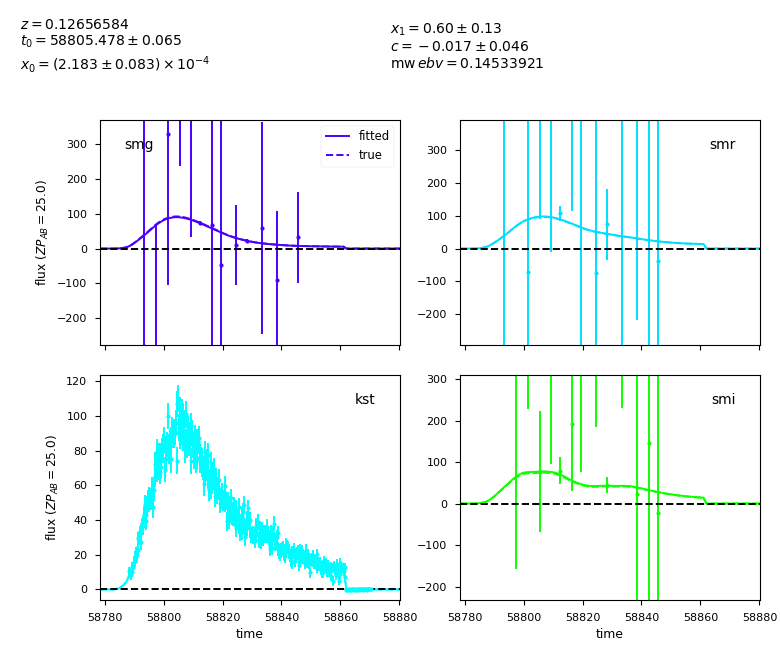 z = 0.12656584
t₀ = 58805.478 ± 0.065
x₀ = (2.183 ± 0.083) × 10⁻⁴
x₁ = 0.60 ± 0.13
c = −0.017 ± 0.046
mw ebv = 0.14533921
smg
fitted
true
300
200
100
0
−100
−200
flux (ZP_AB = 25.0)
smr
300
200
100
0
−100
−200
kst
120
100
80
60
40
20
0
flux (ZP_AB = 25.0)
58780 58800 58820 58840 58860 58880
time
smi
300
200
100
0
−100
−200
58780 58800 58820 58840 58860 58880
time